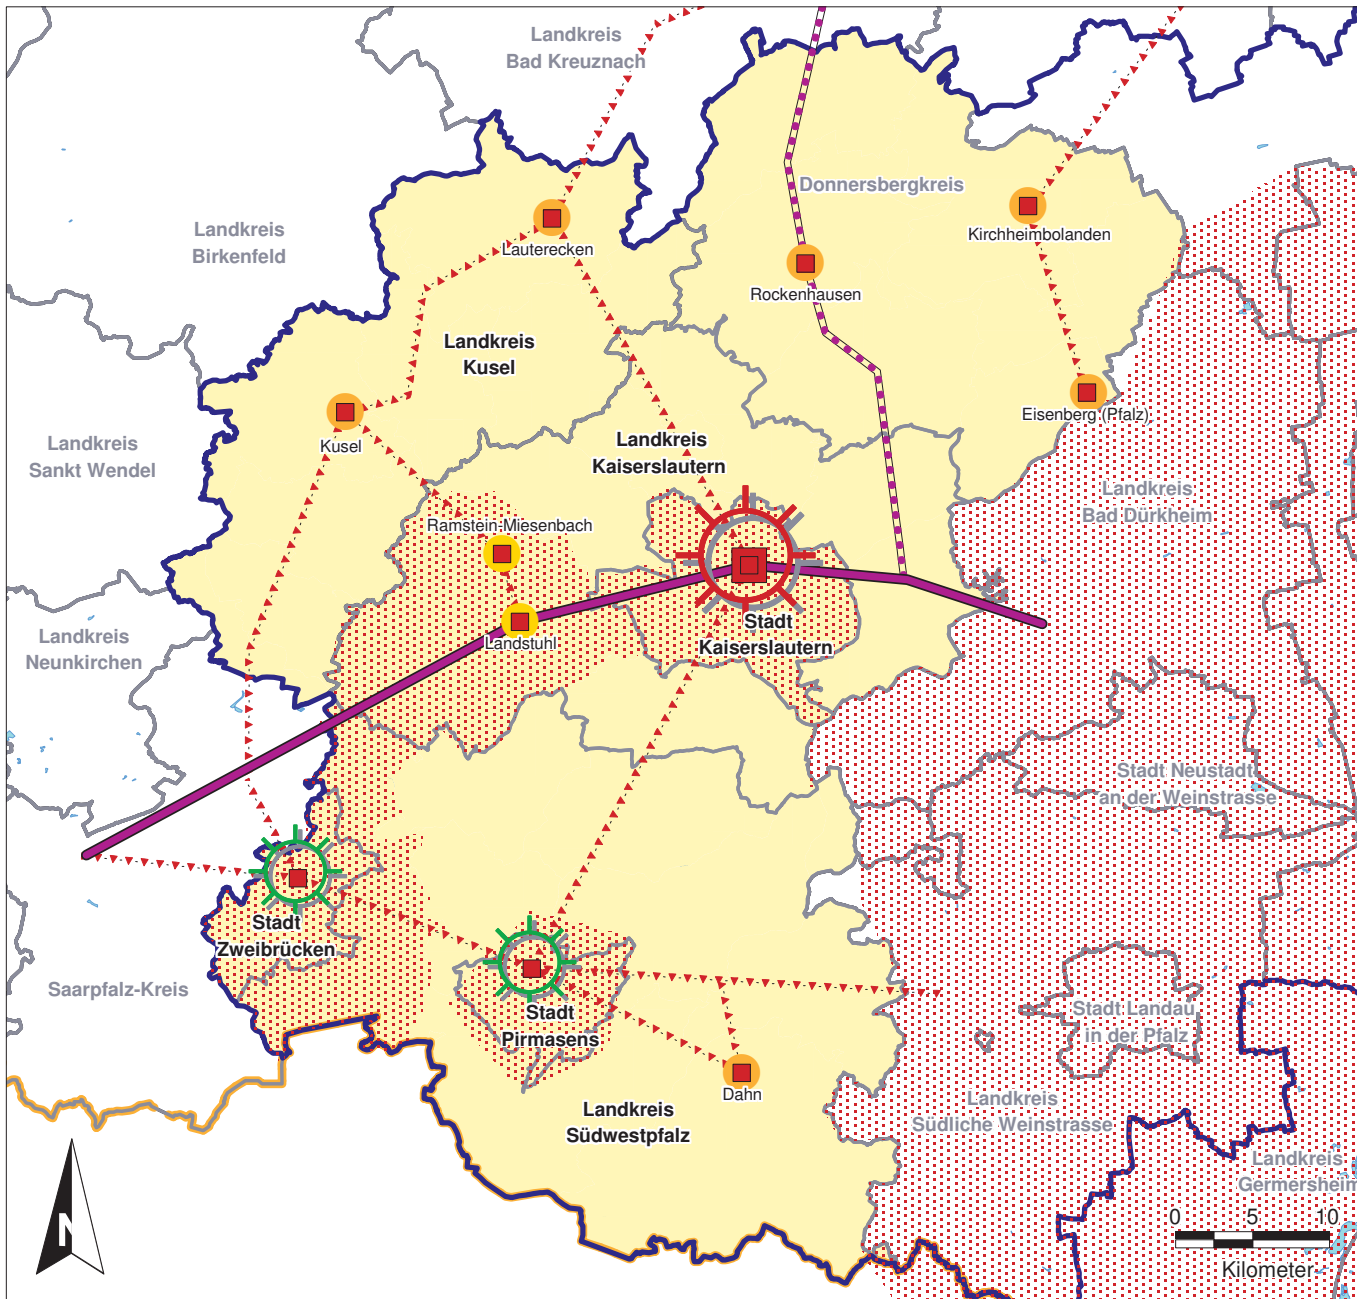 Landkreis
Bad Kreuznach
Donnersbergkreis
Kirchheimbolanden
Landkreis
Birkenfeld
Lauterecken
Rockenhausen
Landkreis
Kusel
Eisenberg (Pfalz)
Kusel
Landkreis
Sankt Wendel
Landkreis
Kaiserslautern
Landkreis
Bad Dürkheim
Ramstein-Miesenbach
Landkreis
Neunkirchen
Landstuhl
Stadt
Kaiserslautern
Stadt Neustadt
an der Weinstrasse
Stadt
Zweibrücken
Saarpfalz-Kreis
Stadt
Pirmasens
Stadt Landau
in der Pfalz
Dahn
Landkreis
Südwestpfalz
Landkreis
Südliche Weinstrasse
Landkreis
Germersheim
N
0 5 10
Kilometer